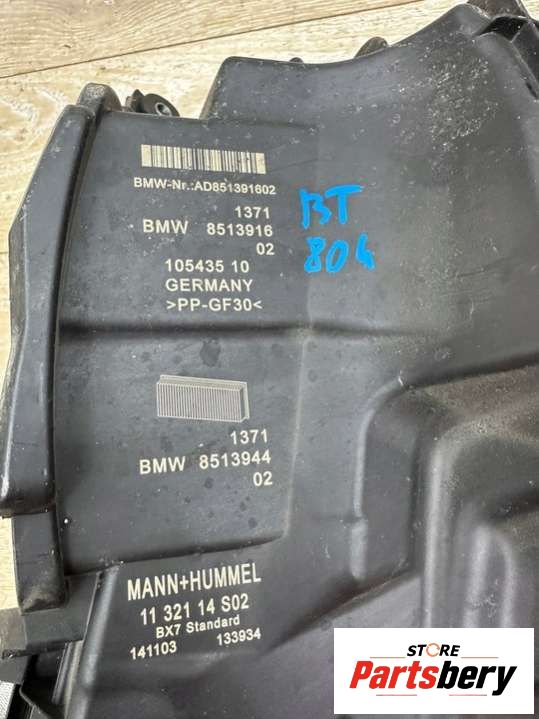 BMW-Nr.:AD851391602
1371
BMW 8513916
02
105435 10
GERMANY
>PP-GF30<
BT
804
1371
BMW 8513944
02
MANN+HUMMEL
11 321 14 S02
BX7 Standard
141103 133934
STORE
Partsbery